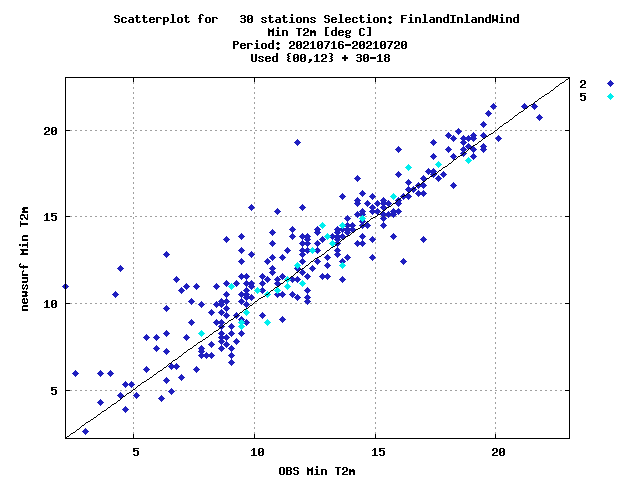 Scatterplot for 30 stations Selection: FinlandInlandWind
Min T2m [deg C]
Period: 20210716-20210720
Used {00,12} + 30-18
2
5
20
15
10
5
newsurf Min T2m
5 10 15 20
OBS Min T2m